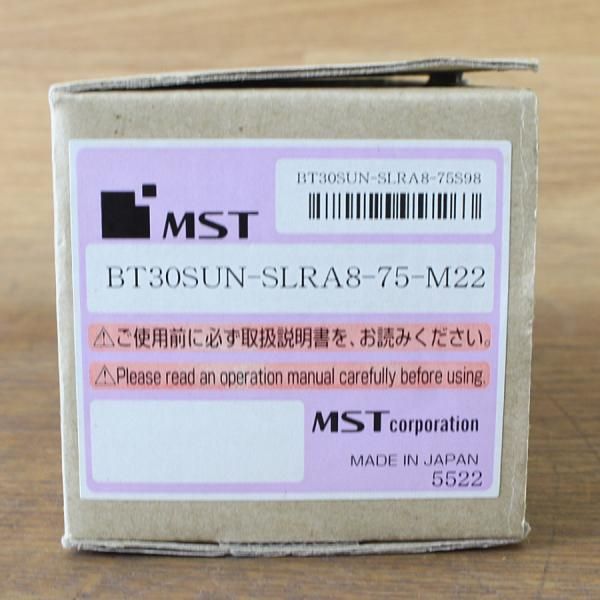 BT30SUN-SLRA8-75S98
MST
BT30SUN-SLRA8-75-M22
⚠ご使用前に必ず取扱説明書を、お読みください。
⚠Please read an operation manual carefully before using.
MST corporation
MADE IN JAPAN
5522